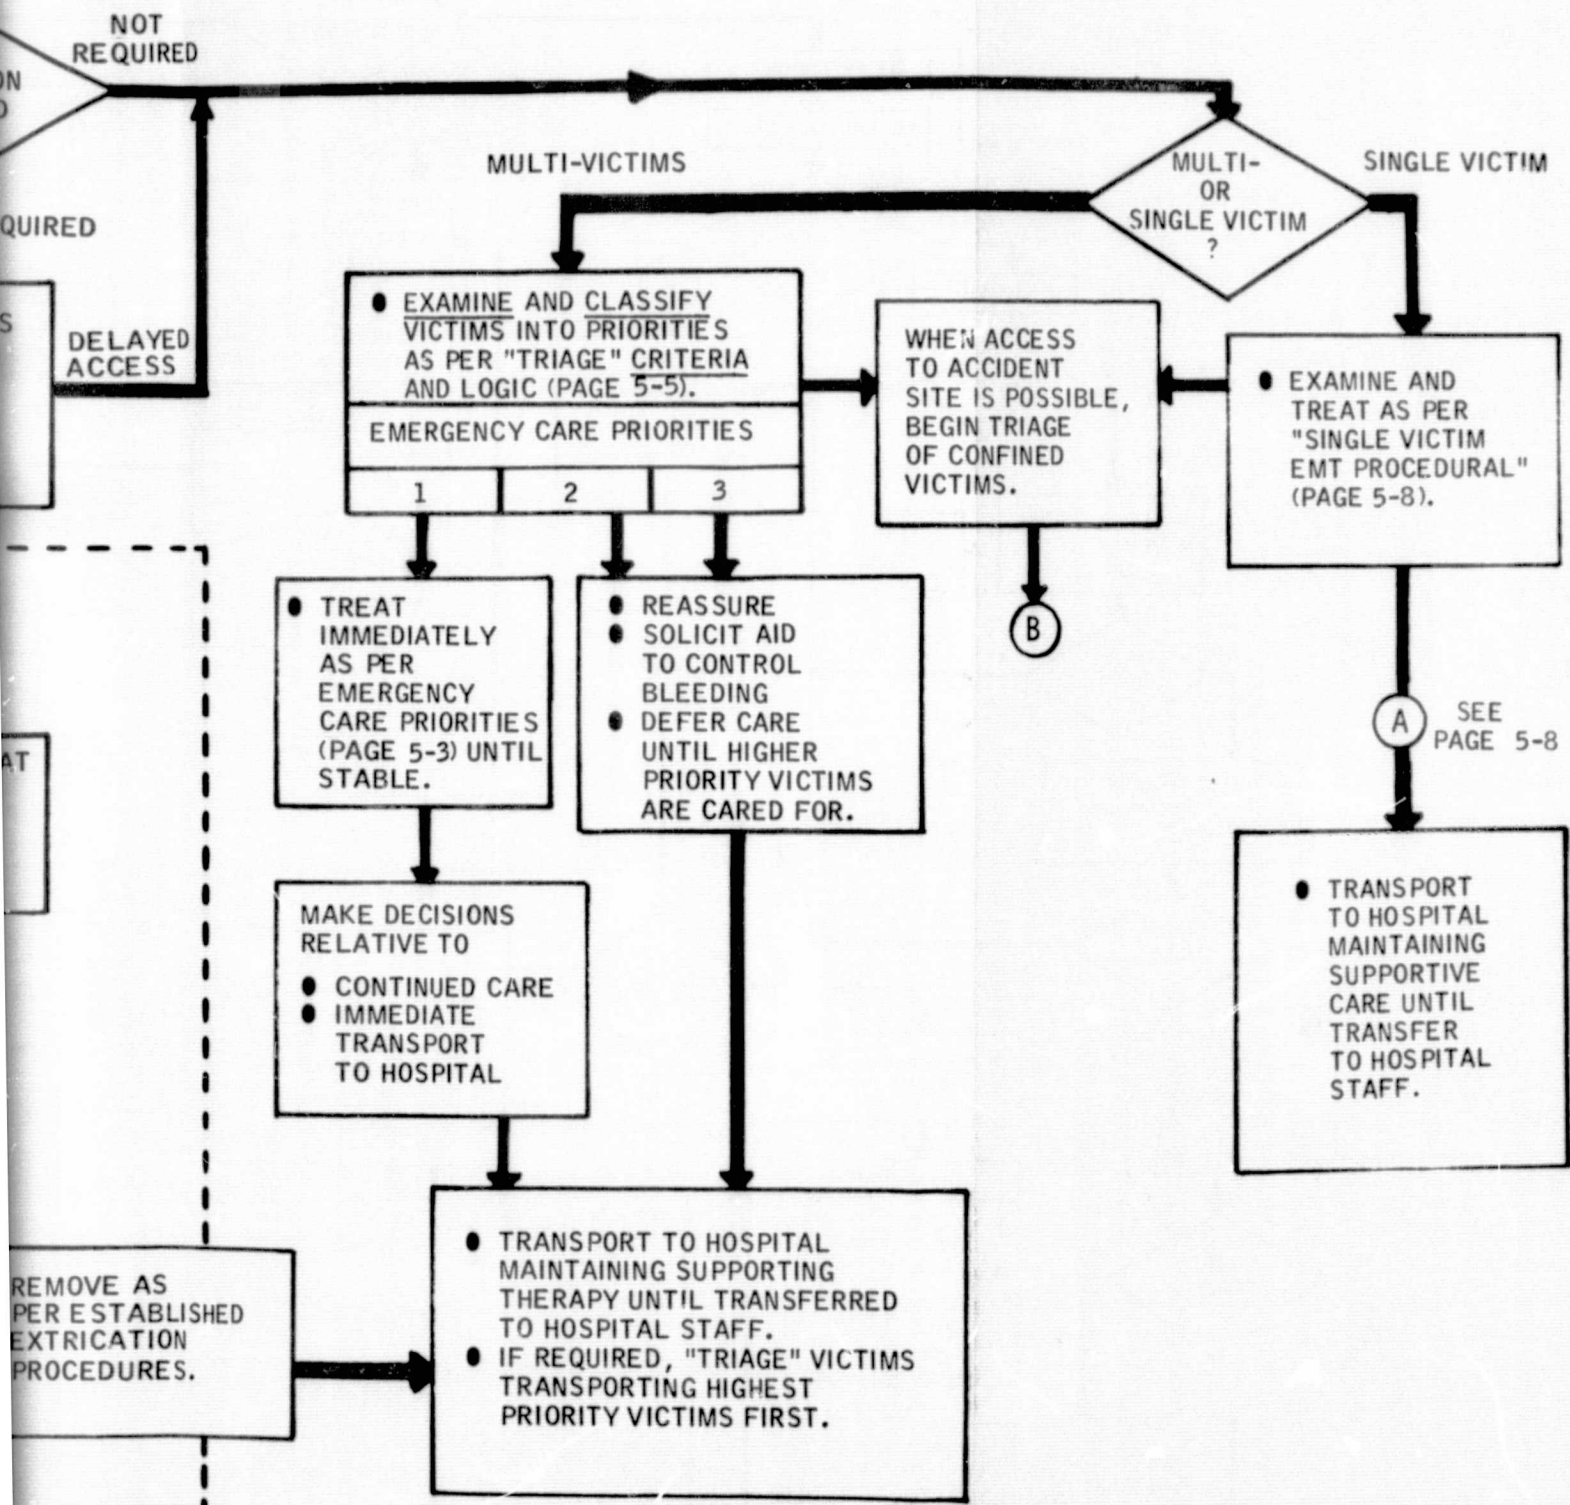 NOT
REQUIRED
ON
D
QUIRED
S
DELAYED
ACCESS
MULTI-VICTIMS
MULTI-
OR
SINGLE VICTIM
?
SINGLE VICTIM
● EXAMINE AND CLASSIFY
VICTIMS INTO PRIORITIES
AS PER "TRIAGE" CRITERIA
AND LOGIC (PAGE 5-5).
EMERGENCY CARE PRIORITIES
1 2 3
WHEN ACCESS
TO ACCIDENT
SITE IS POSSIBLE,
BEGIN TRIAGE
OF CONFINED
VICTIMS.
● EXAMINE AND
TREAT AS PER
"SINGLE VICTIM
EMT PROCEDURAL"
(PAGE 5-8).
● TREAT
IMMEDIATELY
AS PER
EMERGENCY
CARE PRIORITIES
(PAGE 5-3) UNTIL
STABLE.
● REASSURE
● SOLICIT AID
TO CONTROL
BLEEDING
● DEFER CARE
UNTIL HIGHER
PRIORITY VICTIMS
ARE CARED FOR.
B
A
SEE
PAGE 5-8
AT
MAKE DECISIONS
RELATIVE TO
● CONTINUED CARE
● IMMEDIATE
TRANSPORT
TO HOSPITAL
● TRANSPORT
TO HOSPITAL
MAINTAINING
SUPPORTIVE
CARE UNTIL
TRANSFER
TO HOSPITAL
STAFF.
REMOVE AS
PER ESTABLISHED
EXTRICATION
PROCEDURES.
● TRANSPORT TO HOSPITAL
MAINTAINING SUPPORTING
THERAPY UNTIL TRANSFERRED
TO HOSPITAL STAFF.
● IF REQUIRED, "TRIAGE" VICTIMS
TRANSPORTING HIGHEST
PRIORITY VICTIMS FIRST.